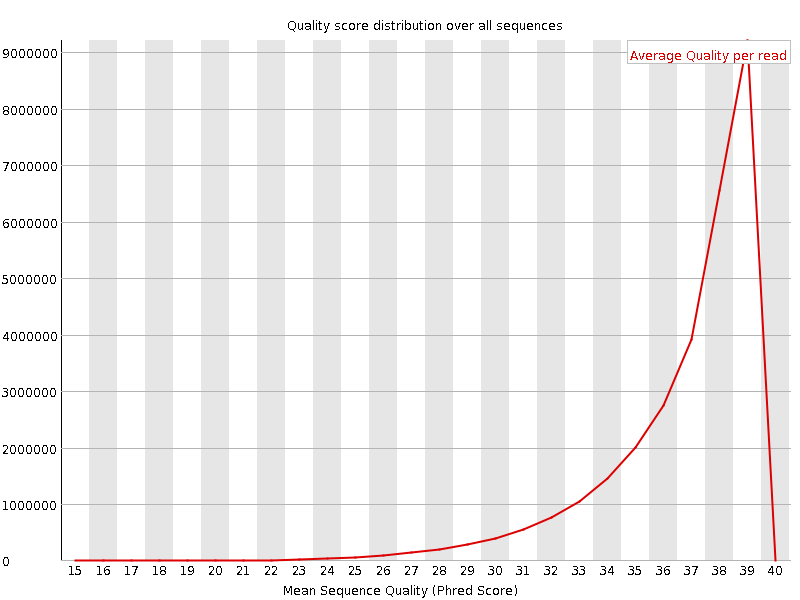 Quality score distribution over all sequences
Average Quality per read
9000000
8000000
7000000
6000000
5000000
4000000
3000000
2000000
1000000
0
15 16 17 18 19 20 21 22 23 24 25 26 27 28 29 30 31 32 33 34 35 36 37 38 39 40
Mean Sequence Quality (Phred Score)